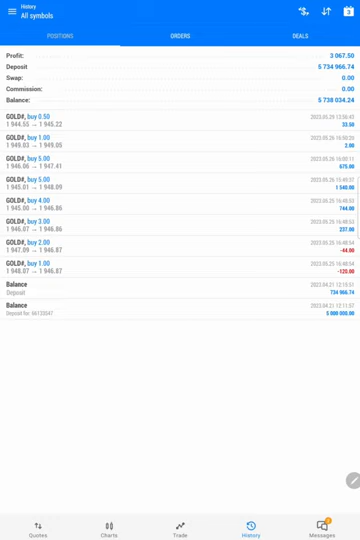 History
All symbols
3
POSITIONS ORDERS DEALS
Profit: 3 067.50
Deposit 5 734 966.74
Swap: 0.00
Commission: 0.00
Balance: 5 738 034.24
GOLD#, buy 0.50 2023.05.29 13:56:43
1 944.55 → 1 945.22 33.50
GOLD#, buy 1.00 2023.05.26 16:50:20
1 949.03 → 1 949.05 2.00
GOLD#, buy 5.00 2023.05.26 16:00:11
1 946.06 → 1 947.41 675.00
GOLD#, buy 5.00 2023.05.26 15:49:37
1 945.01 → 1 948.09 1 540.00
GOLD#, buy 4.00 2023.05.25 16:49:53
1 945.00 → 1 946.86 744.00
GOLD#, buy 3.00 2023.05.25 16:48:53
1 946.07 → 1 946.86 237.00
GOLD#, buy 2.00 2023.05.25 16:48:54
1 947.09 → 1 946.87 -44.00
GOLD#, buy 1.00 2023.05.25 16:48:54
1 948.07 → 1 946.87 -120.00
Balance 2023.04.21 12:15:51
Deposit 734 966.74
Balance 2023.04.21 12:11:57
Deposit for: 66133047 5 000 000.00
Quotes Charts Trade History Messages